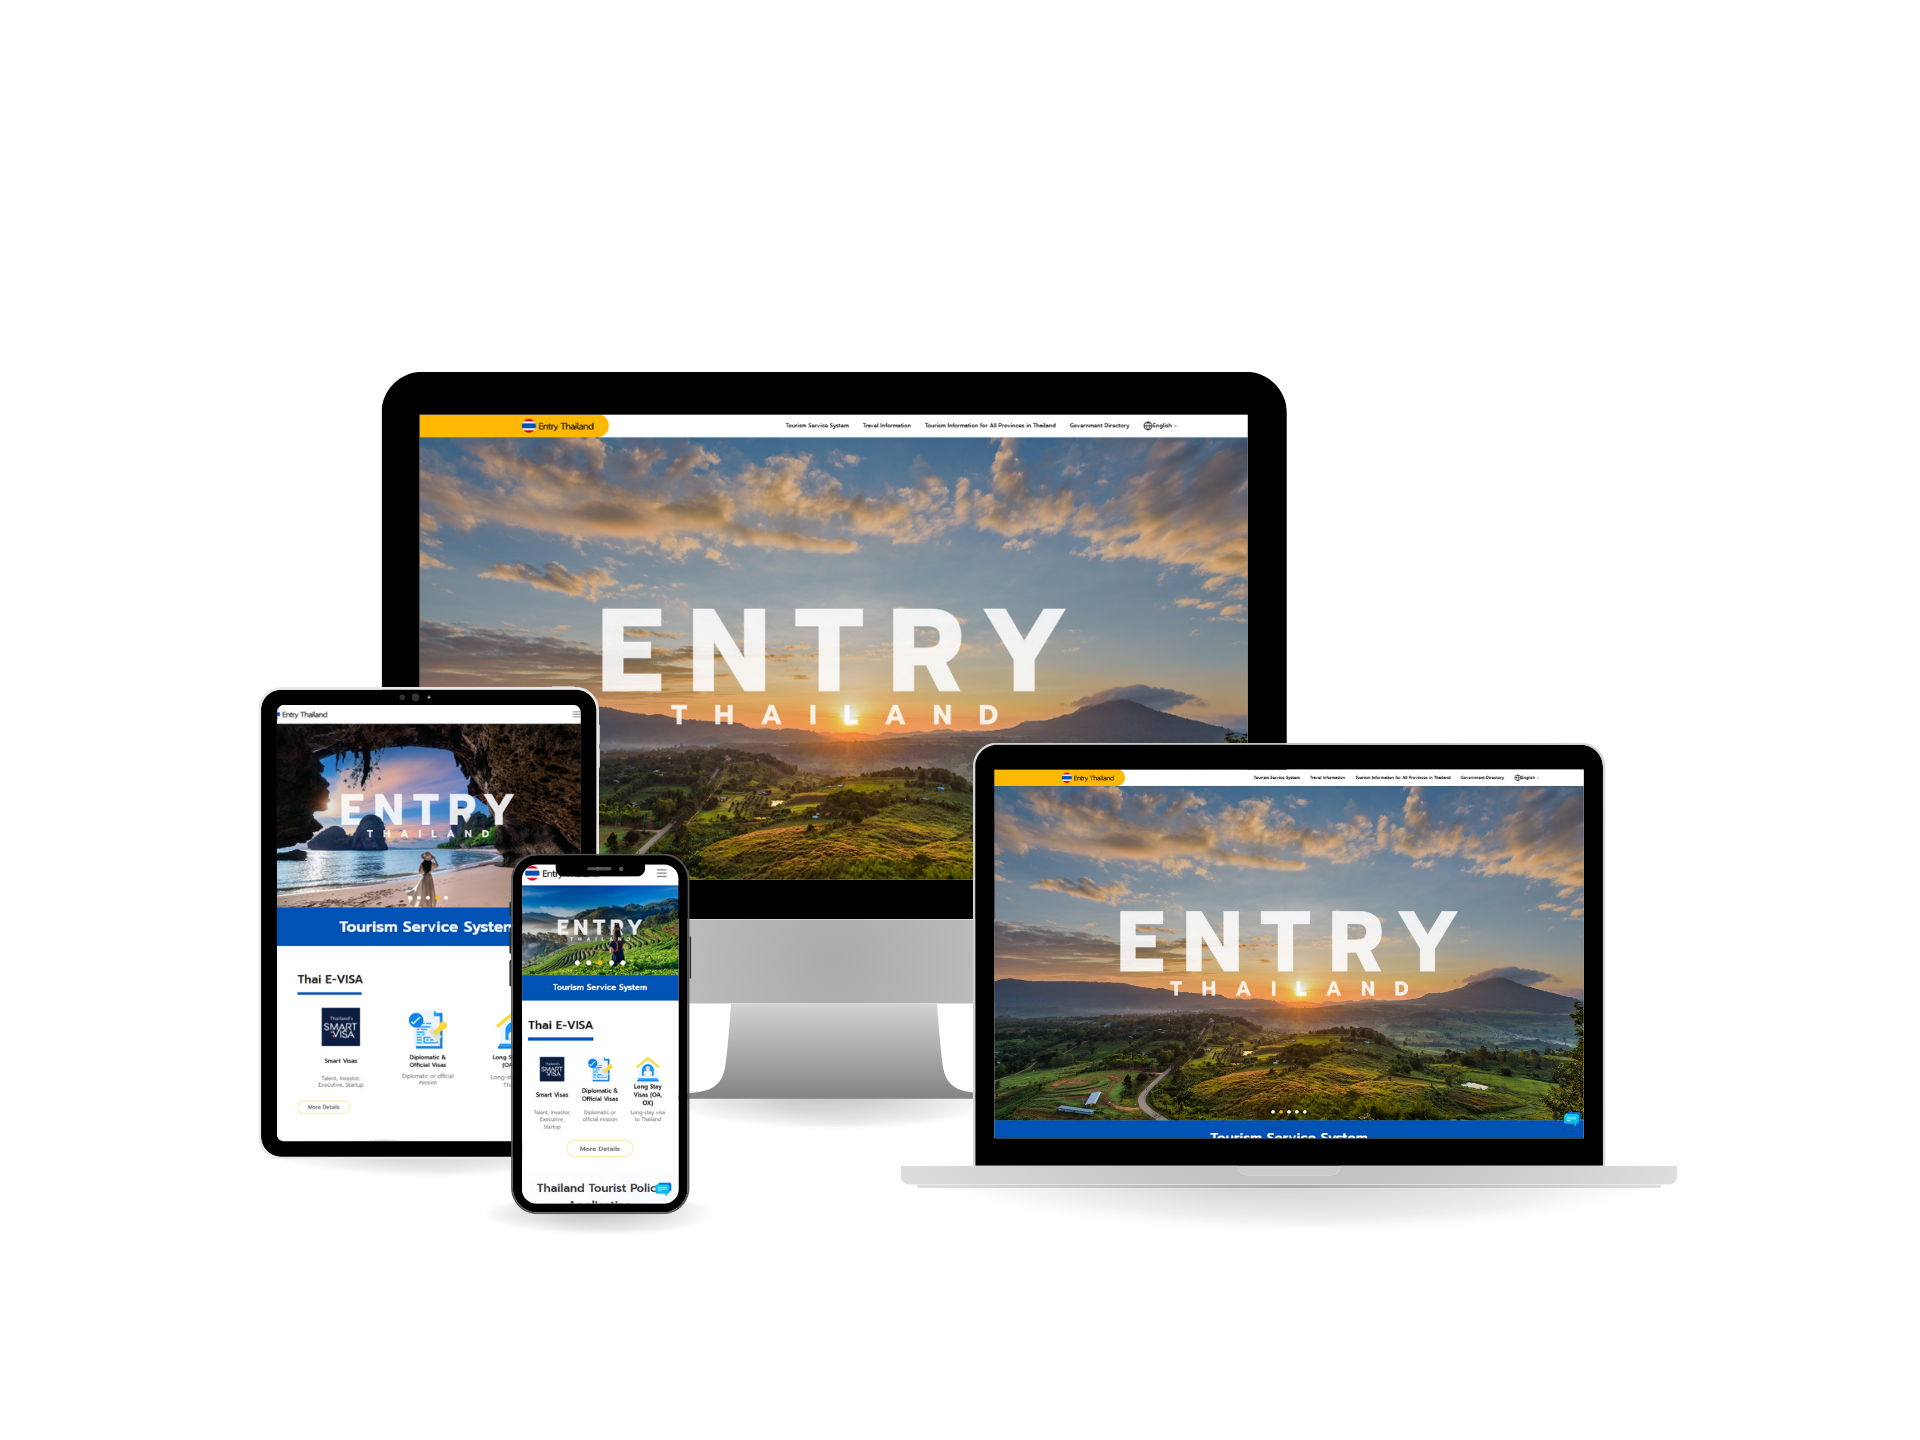 Entry Thailand
Tourism Service System
Travel Information
Tourism Information for All Provinces in Thailand
Government Directory
English
ENTRY
THAILAND
Entry Thailand
ENTRY
THAILAND
Tourism Service System
Thai E-VISA
Thailand's
SMART
VISA
Smart Visas
Talent, Investor,
Executive, Startup
Diplomatic &
Official Visas
Diplomatic or official
mission
Long
(OA
Long-st
Th
More Details
Entry
ENTRY
THAILAND
Tourism Service System
Thai E-VISA
Thailand's
SMART
VISA
Smart Visas
Talent, Investor,
Executive,
Startup
Diplomatic &
Official Visas
Diplomatic or
official mission
Long Stay
Visas (OA,
OX)
Long-stay visa
to Thailand
More Details
Thailand Tourist Polic
Application
Entry Thailand
Tourism Service System
Travel Information
Tourism Information for All Provinces in Thailand
Government Directory
English
ENTRY
THAILAND
Tourism Service System